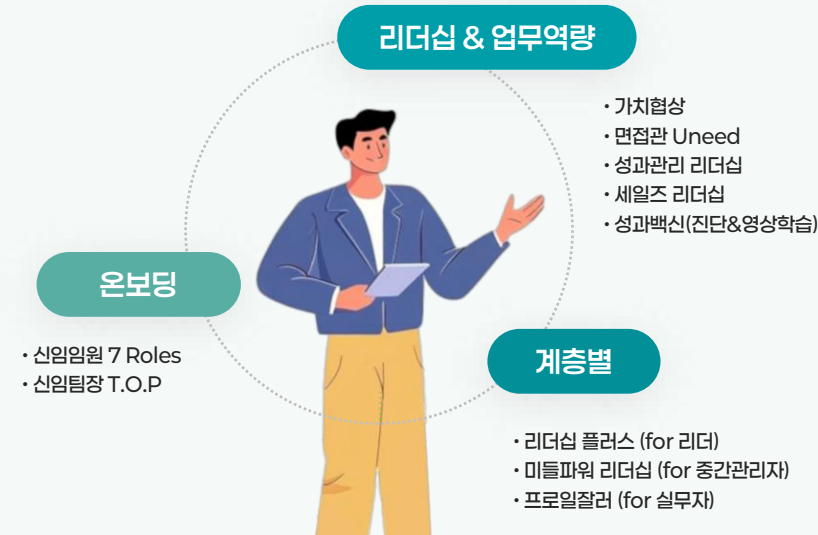 리더십 & 업무역량
· 가치협상
· 면접관 Uneed
· 성과관리 리더십
· 세일즈 리더십
· 성과백신(진단&영상학습)
온보딩
· 신임임원 7 Roles
· 신임팀장 T.O.P
계층별
· 리더십 플러스 (for 리더)
· 미들파워 리더십 (for 중간관리자)
· 프로일잘러 (for 실무자)